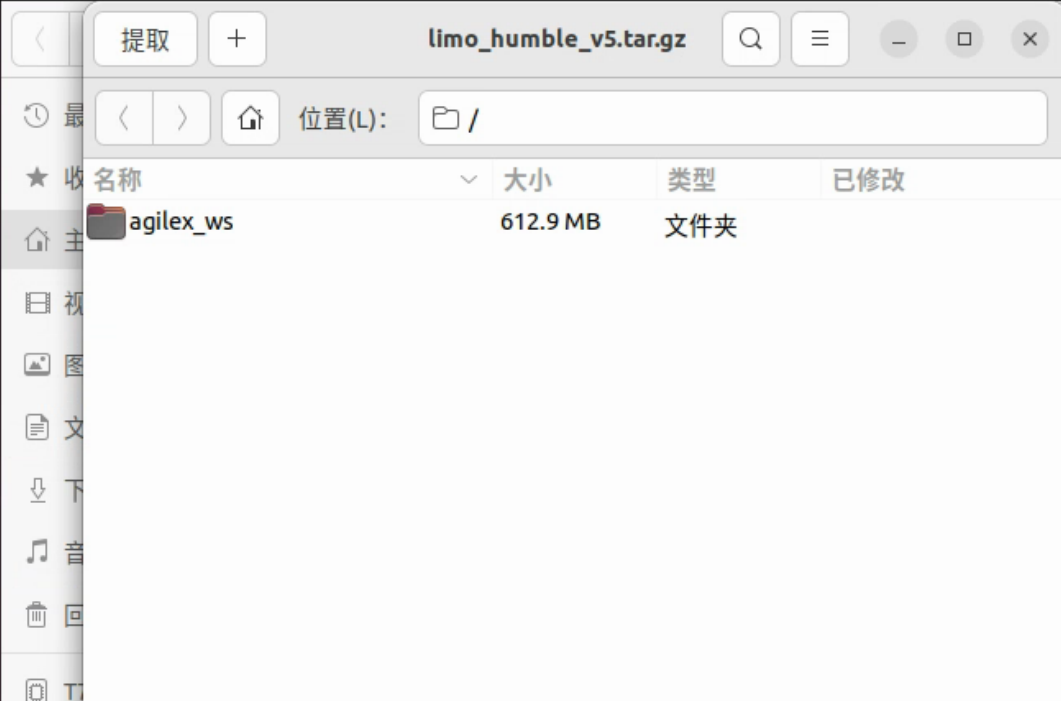 提取
limo_humble_v5.tar.gz
位置(L)：
/
名称 大小 类型 已修改
agilex_ws 612.9 MB 文件夹
最
收
主
视
图
文
下
音
回
T7